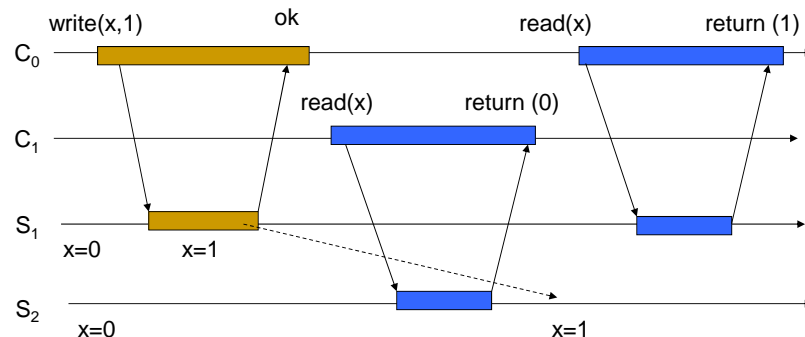 write(x,1) ok read(x) return (1)
C0
read(x) return (0)
C1
S1
x=0 x=1
S2
x=0 x=1